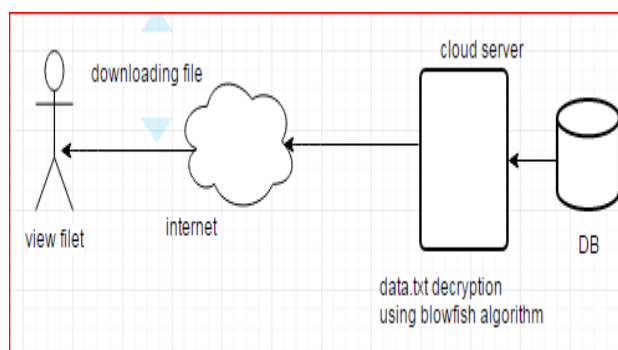 cloud server
downloading file
internet
view filet
DB
data.txt decryption
using blowfish algorithm